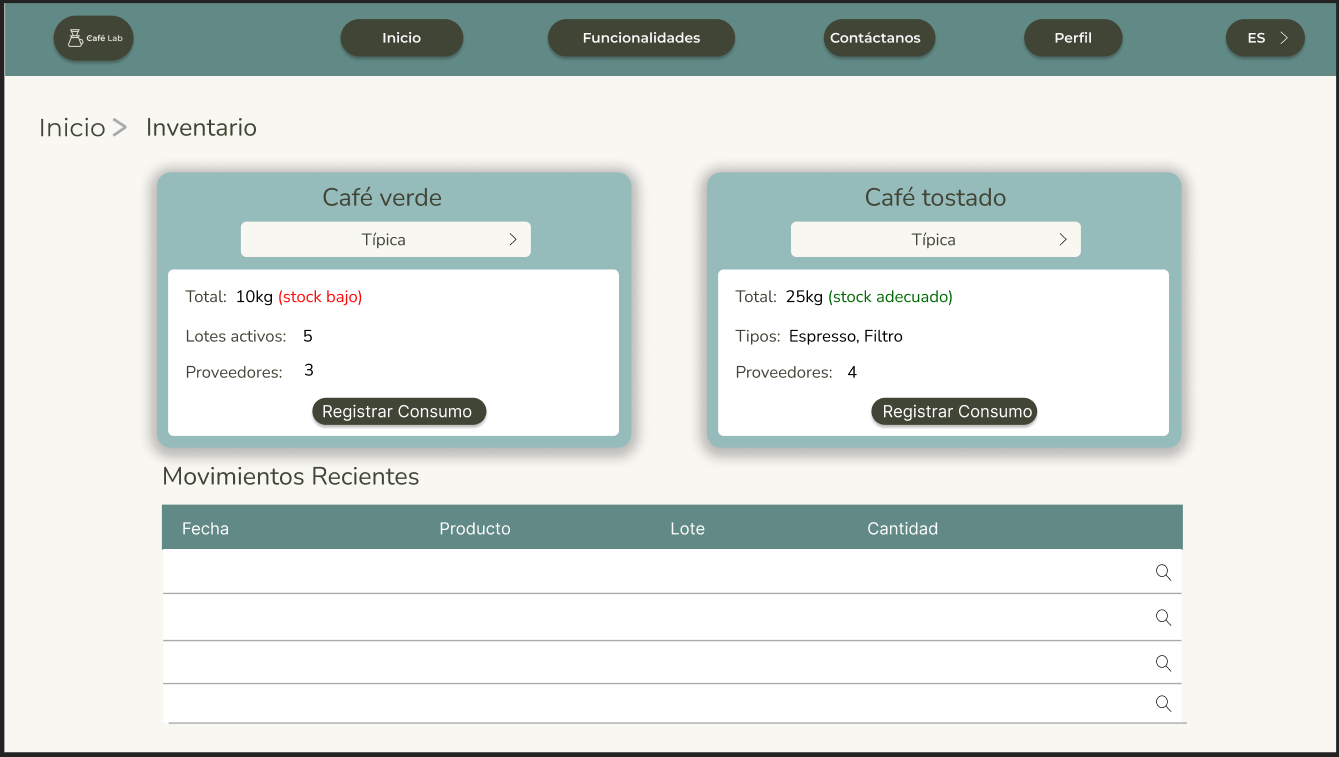 Café Lab
Inicio
Funcionalidades
Contáctanos
Perfil
ES
Inicio > Inventario
Café verde
Típica
Total: 10kg (stock bajo)
Lotes activos: 5
Proveedores: 3
Registrar Consumo
Café tostado
Típica
Total: 25kg (stock adecuado)
Tipos: Espresso, Filtro
Proveedores: 4
Registrar Consumo
Movimientos Recientes
Fecha Producto Lote Cantidad